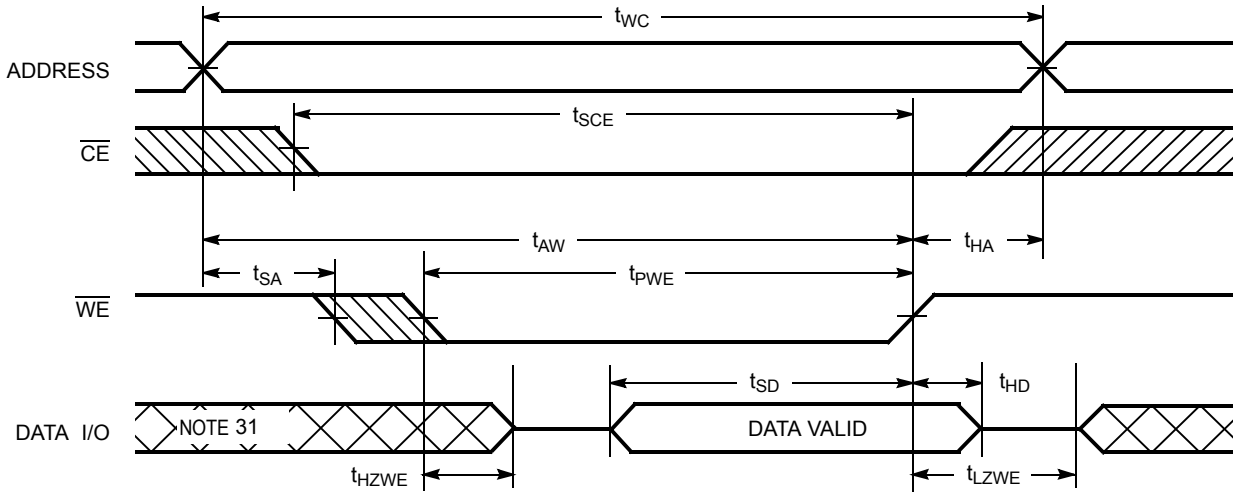 tWC
ADDRESS
tSCE
CE
tAW
tHA
tSA
tPWE
WE
tSD
tHD
DATA I/O
NOTE 31
DATA VALID
tHZWE
tLZWE